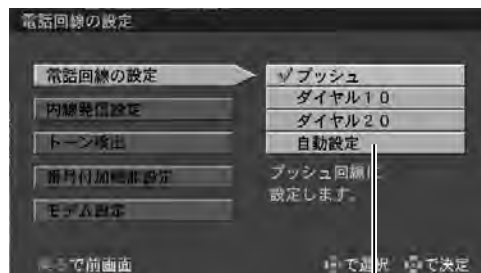 電話回線の設定
電話回線の設定
内線発信設定
トーン検出
番号付加機能設定
モデム設定
✓プッシュ
ダイヤル10
ダイヤル20
自動設定
プッシュ回線に
設定します。
で前画面
で選択 で決定